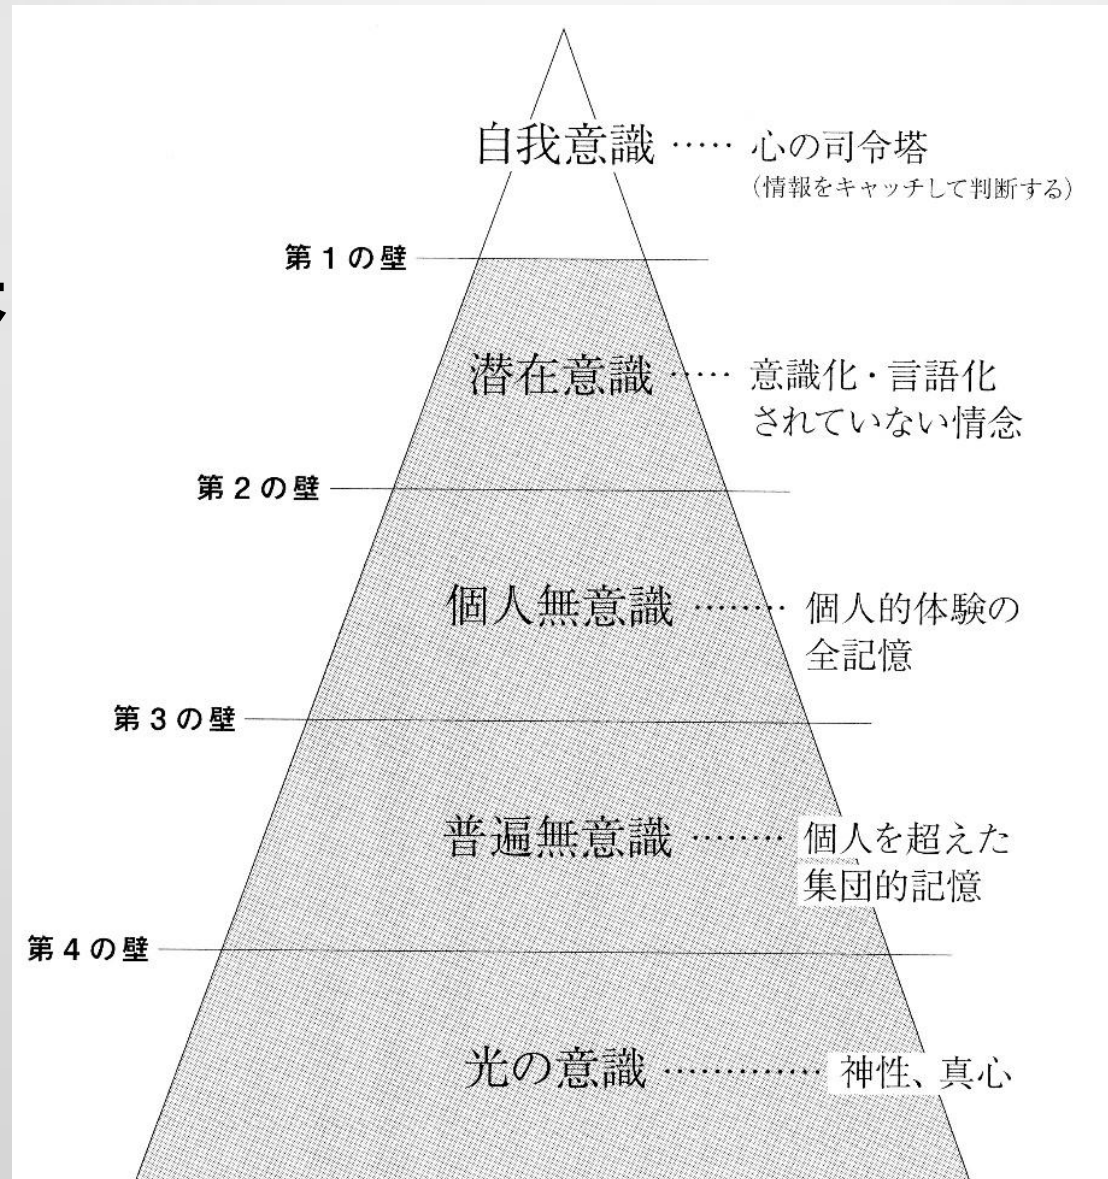 自我意識 ····· 心の司令塔
(情報をキャッチして判断する)
第1の壁
潜在意識 ····· 意識化・言語化
されていない情念
第2の壁
個人無意識 ········ 個人的体験の
全記憶
第3の壁
普遍無意識 ········ 個人を超えた
集団的記憶
第4の壁
光の意識 ············· 神性、真心